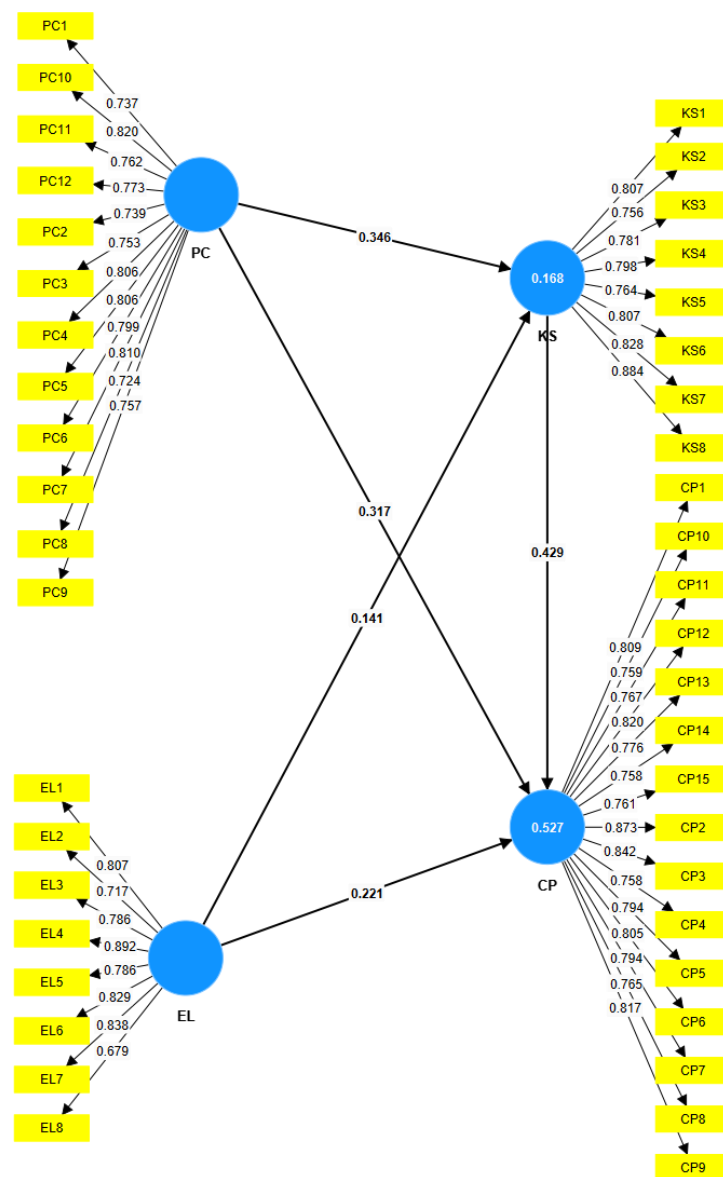 PC1
PC10
PC11
PC12
PC2
PC3
PC4
PC5
PC6
PC7
PC8
PC9
0.737
0.820
0.762
0.773
0.739
0.753
0.806
0.806
0.799
0.810
0.724
0.757
PC
0.346
0.317
0.141
0.429
0.221
0.168
KS
0.807
0.756
0.781
0.798
0.764
0.807
0.828
0.884
KS1
KS2
KS3
KS4
KS5
KS6
KS7
KS8
EL1
EL2
EL3
EL4
EL5
EL6
EL7
EL8
0.807
0.717
0.786
0.892
0.786
0.829
0.838
0.679
EL
0.527
CP
0.809
0.759
0.767
0.820
0.776
0.758
0.761
0.873
0.842
0.758
0.794
0.805
0.794
0.765
0.817
CP1
CP10
CP11
CP12
CP13
CP14
CP15
CP2
CP3
CP4
CP5
CP6
CP7
CP8
CP9